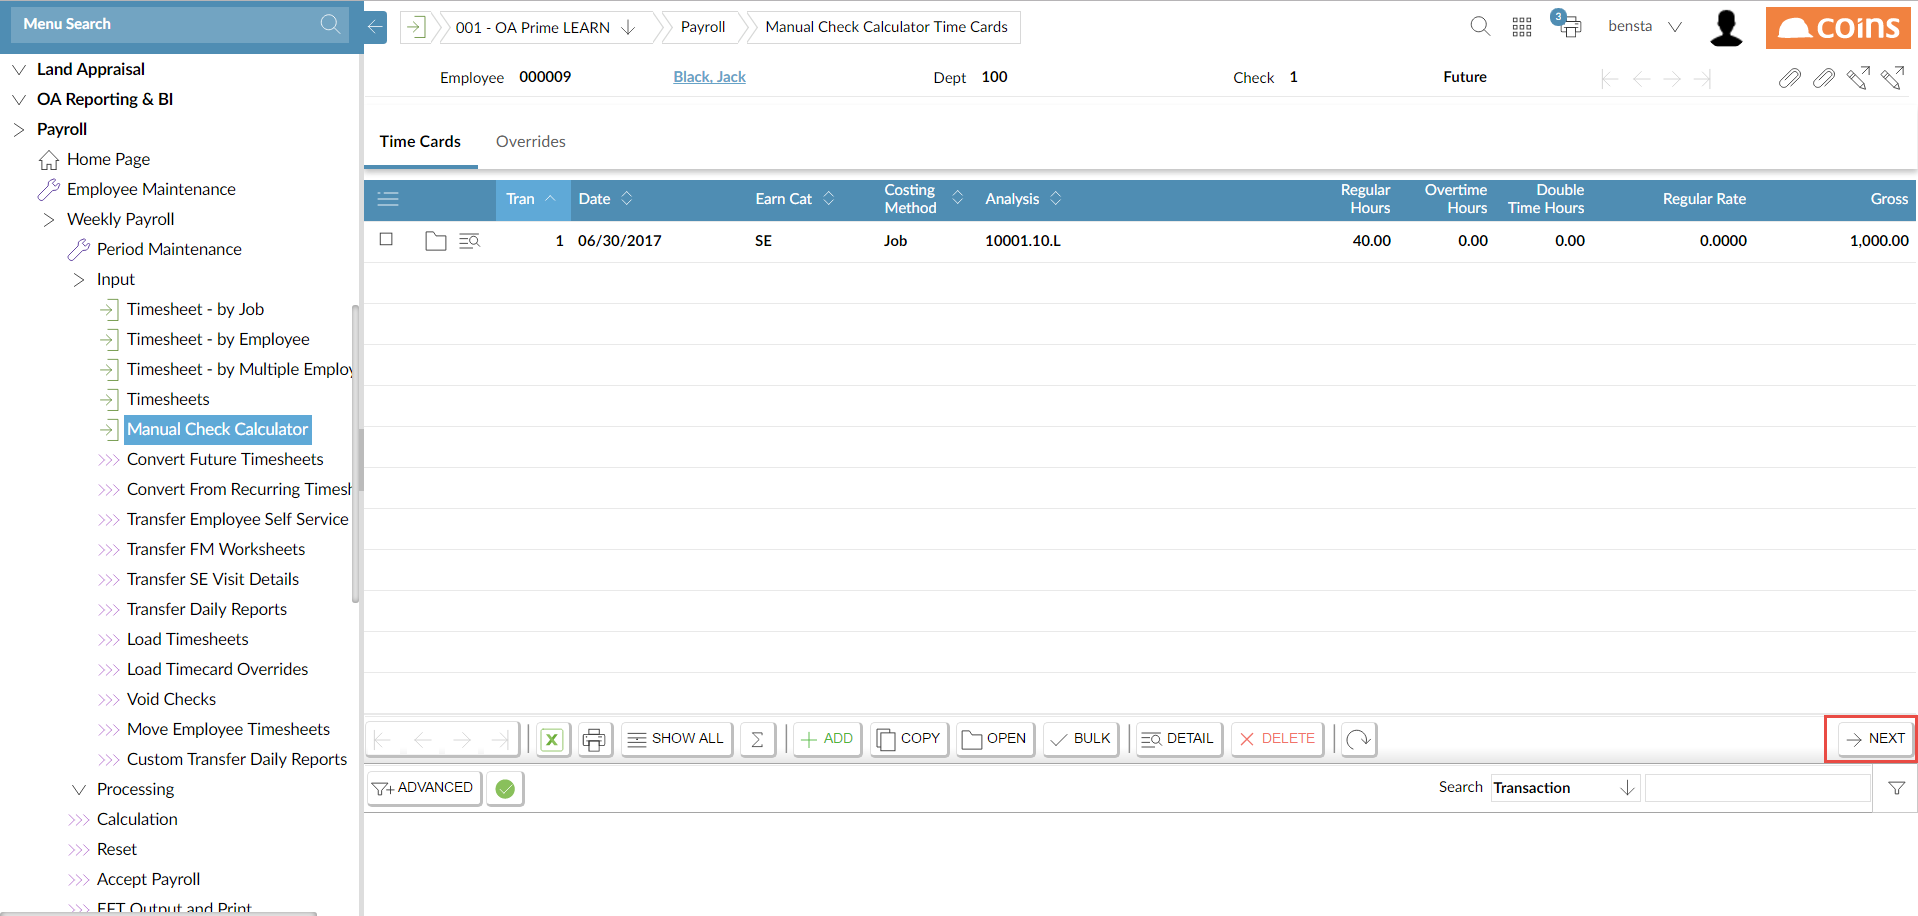 Menu Search
Land Appraisal
OA Reporting & BI
Payroll
Home Page
Employee Maintenance
Weekly Payroll
Period Maintenance
Input
Timesheet - by Job
Timesheet - by Employee
Timesheet - by Multiple Employ
Timesheets
Manual Check Calculator
Convert Future Timesheets
Convert From Recurring Timesh
Transfer Employee Self Service
Transfer FM Worksheets
Transfer SE Visit Details
Transfer Daily Reports
Load Timesheets
Load Timecard Overrides
Void Checks
Move Employee Timesheets
Custom Transfer Daily Reports
Processing
Calculation
Reset
Accept Payroll
EFT Output and Print
001 - OA Prime LEARN Payroll Manual Check Calculator Time Cards 3 bensta coins
Employee 000009 Black, Jack Dept 100 Check 1 Future
Time Cards Overrides
Tran Date Earn Cat Costing Method Analysis Regular Hours Overtime Hours Double Time Hours Regular Rate Gross
1 06/30/2017 SE Job 10001.10.L 40.00 0.00 0.00 0.0000 1,000.00
SHOW ALL Σ ADD COPY OPEN BULK DETAIL DELETE NEXT
ADVANCED Search Transaction